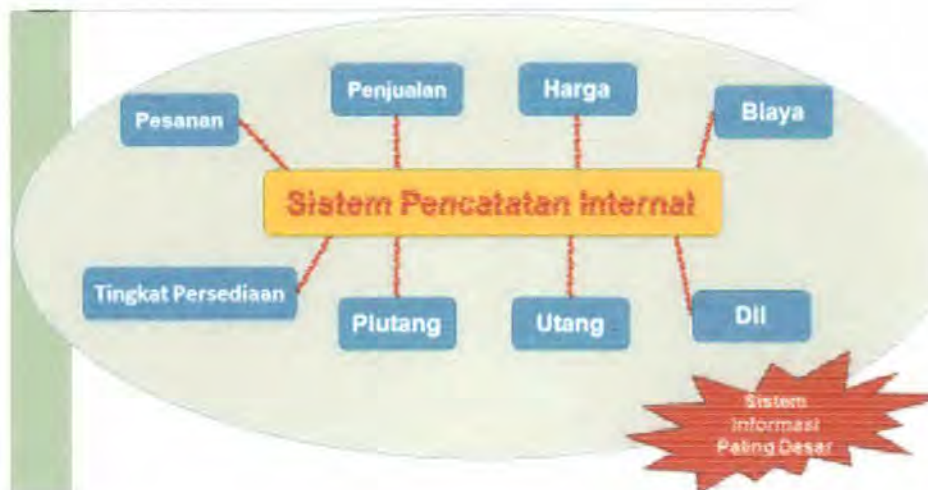 Pesanan
Penjualan
Harga
Biaya
Sistem Pencatatan Internal
Tingkat Persediaan
Piutang
Utang
Dll
Sistem
Informasi
Paling Dasar